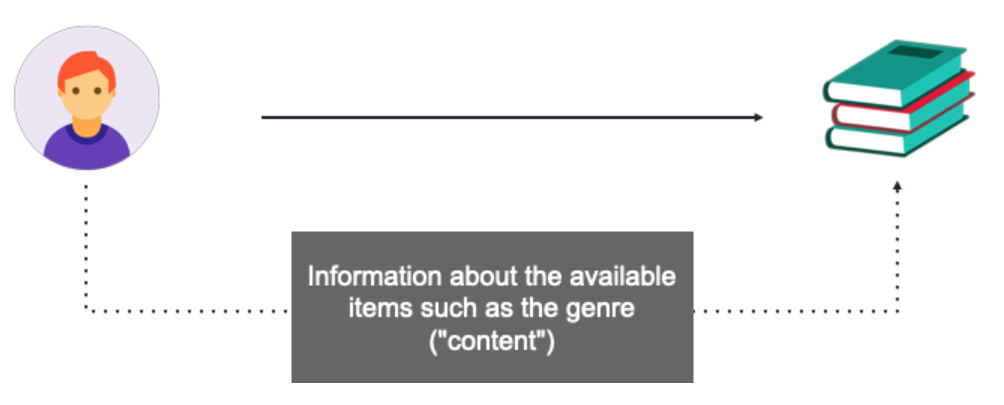 Information about the available
items such as the genre
("content")